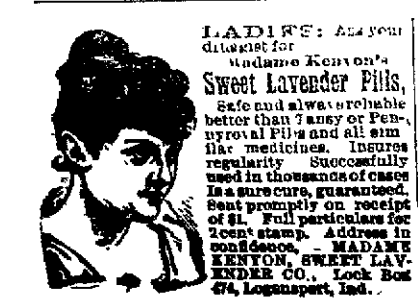 LADIES: Ask your
druggist for
Madame Kenyon's
Sweet Lavender Pills,
Safe and always reliable
better than Tansy or Pen-
nyroyal Pills and all sim
ilar medicines. Insures
regularity Successfully
used in thousands of cases
Is a sure cure, guaranteed.
Sent promptly on receipt
of $1. Full particulars for
2 cent stamp. Address in
confidence, - MADAME
KENYON, SWEET LAV-
ENDER CO., Lock Box
474, Logansport, Ind.